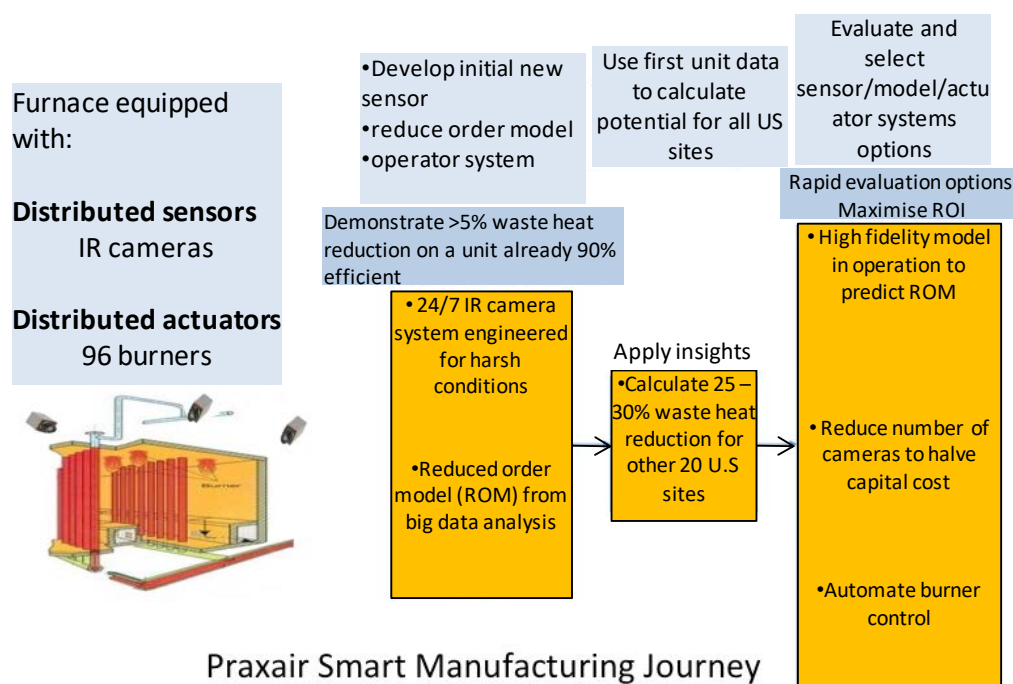 Furnace equipped
with:
Distributed sensors
IR cameras
Distributed actuators
96 burners
Burner
•Develop initial new
sensor
•reduce order model
•operator system
Demonstrate >5% waste heat
reduction on a unit already 90%
efficient
• 24/7 IR camera
system engineered
for harsh
conditions
•Reduced order
model (ROM) from
big data analysis
Use first unit data
to calculate
potential for all US
sites
Apply insights
•Calculate 25 –
30% waste heat
reduction for
other 20 U.S
sites
Evaluate and
select
sensor/model/actu
ator systems
options
Rapid evaluation options
Maximise ROI
• High fidelity model
in operation to
predict ROM
•Reduce number of
cameras to halve
capital cost
•Automate burner
control
Praxair Smart Manufacturing Journey